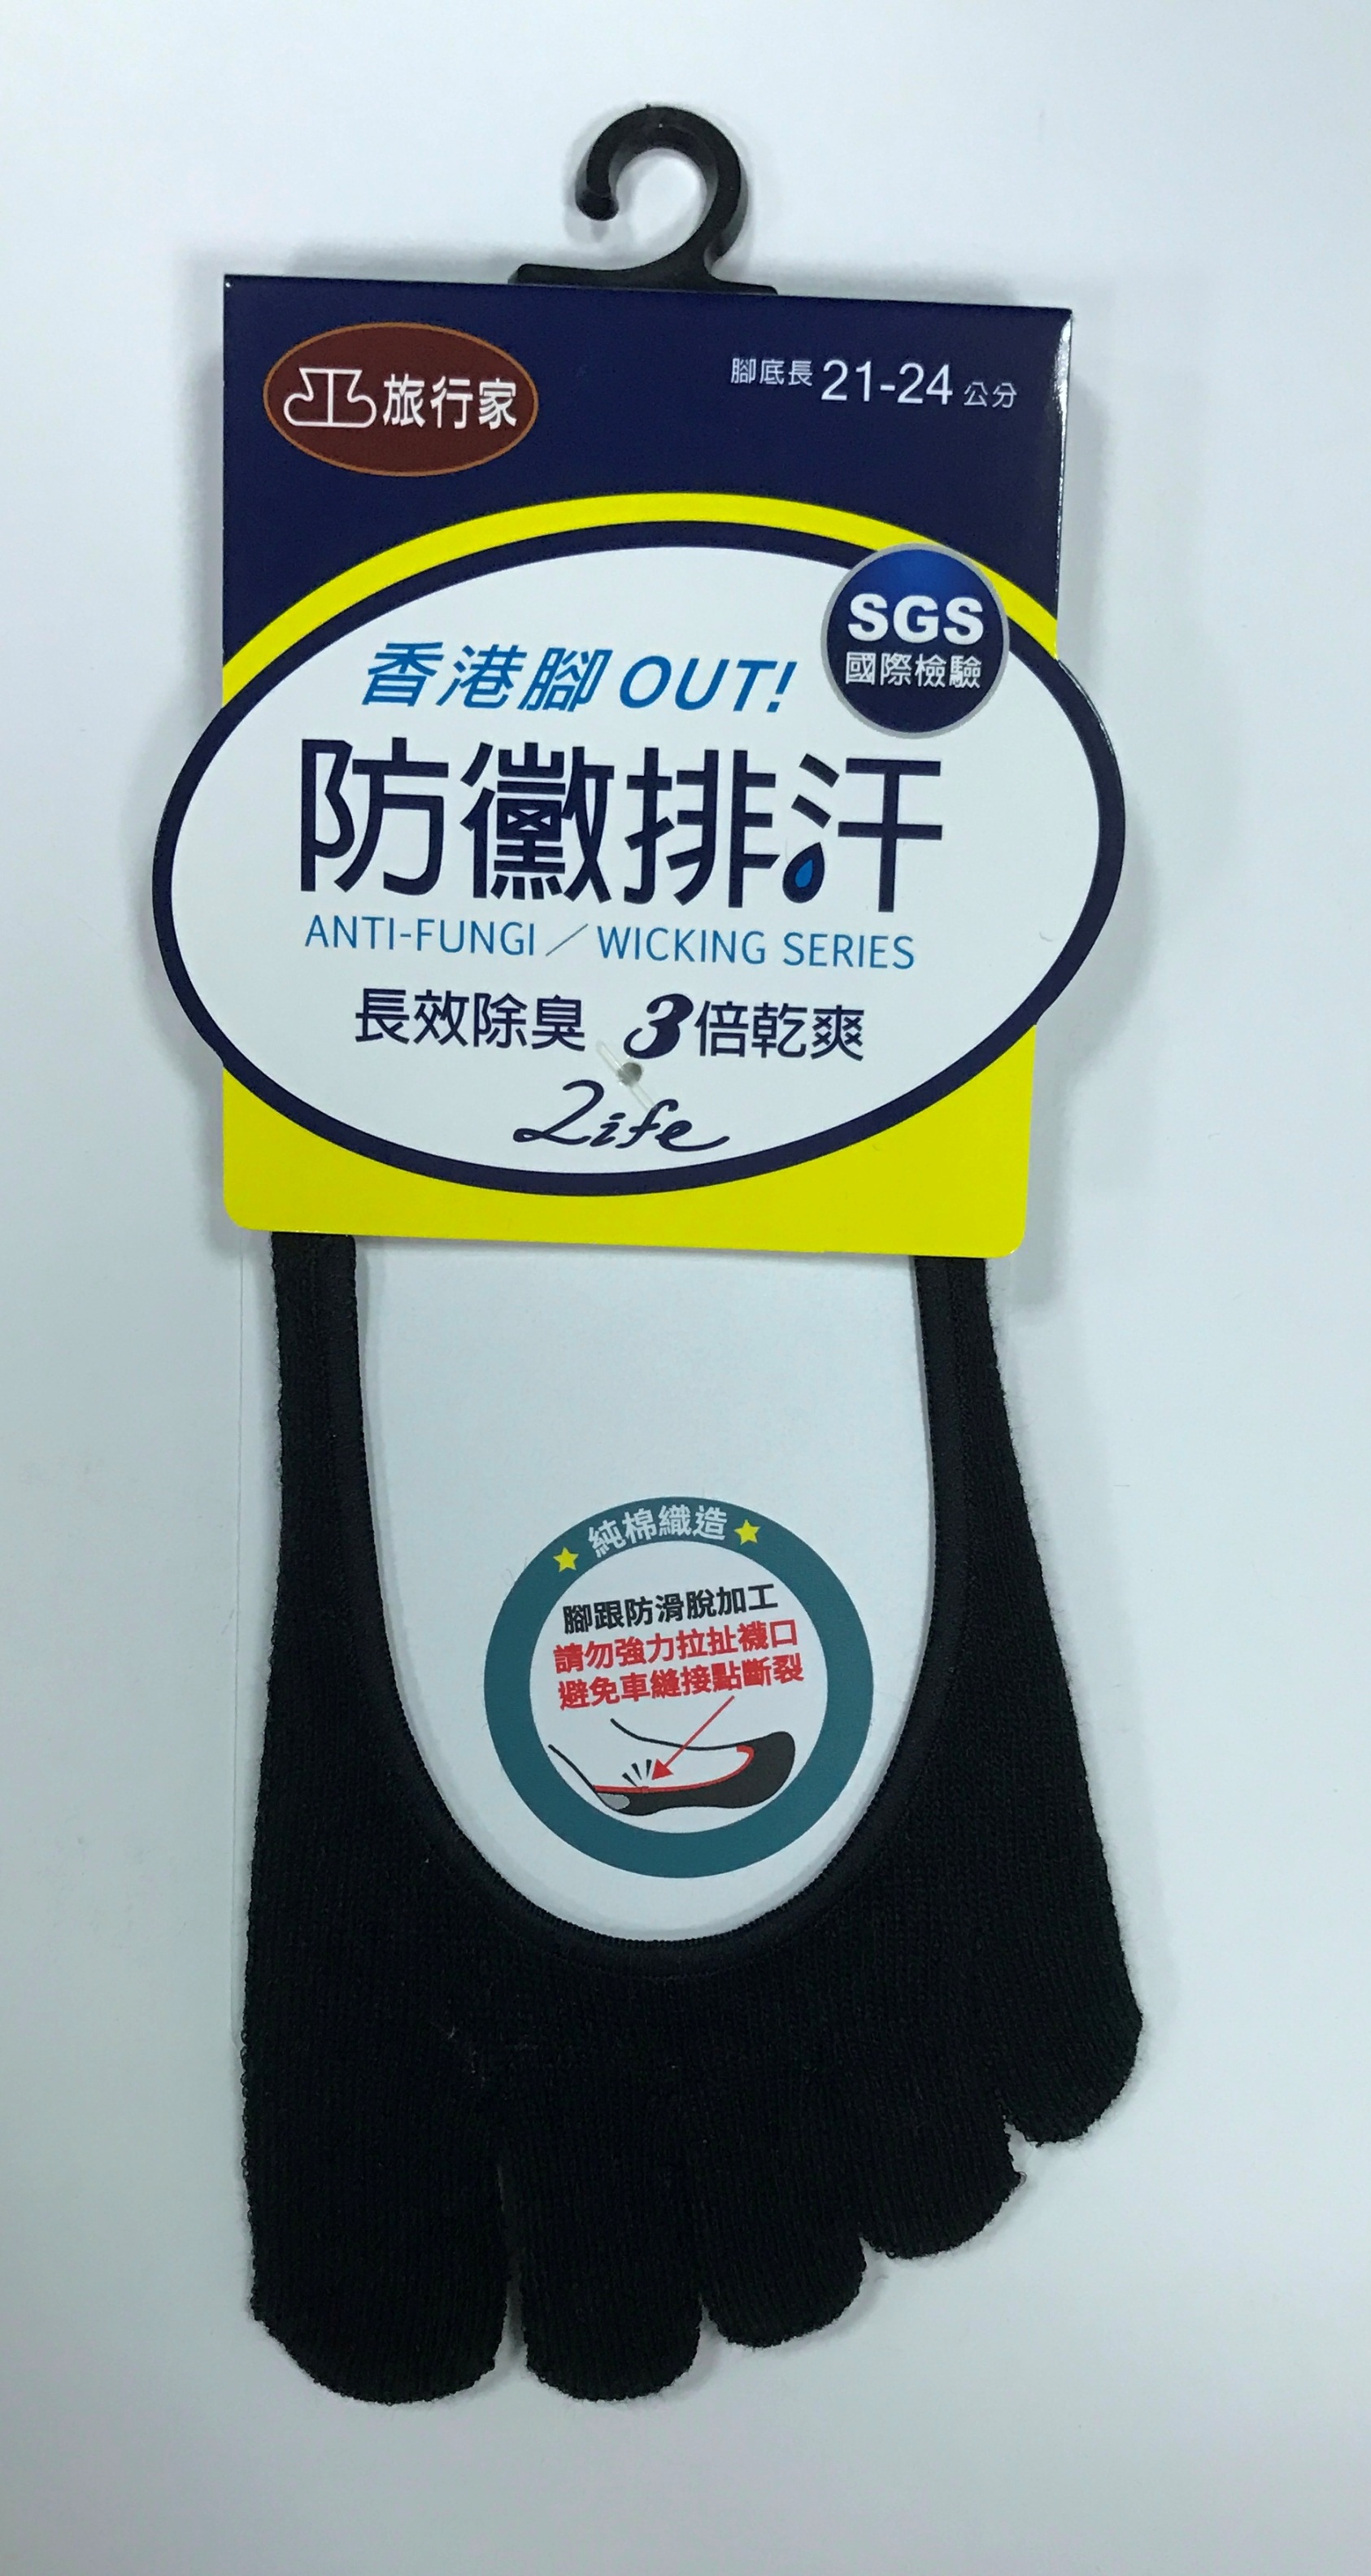 旅行家
腳底長 21-24 公分
SGS
國際檢驗
香港腳 OUT!
防黴排汗
ANTI-FUNGI／WICKING SERIES
長效除臭 3倍乾爽
2ife
純棉織造
腳跟防滑脫加工
請勿強力拉扯襪口
避免車縫接點斷裂